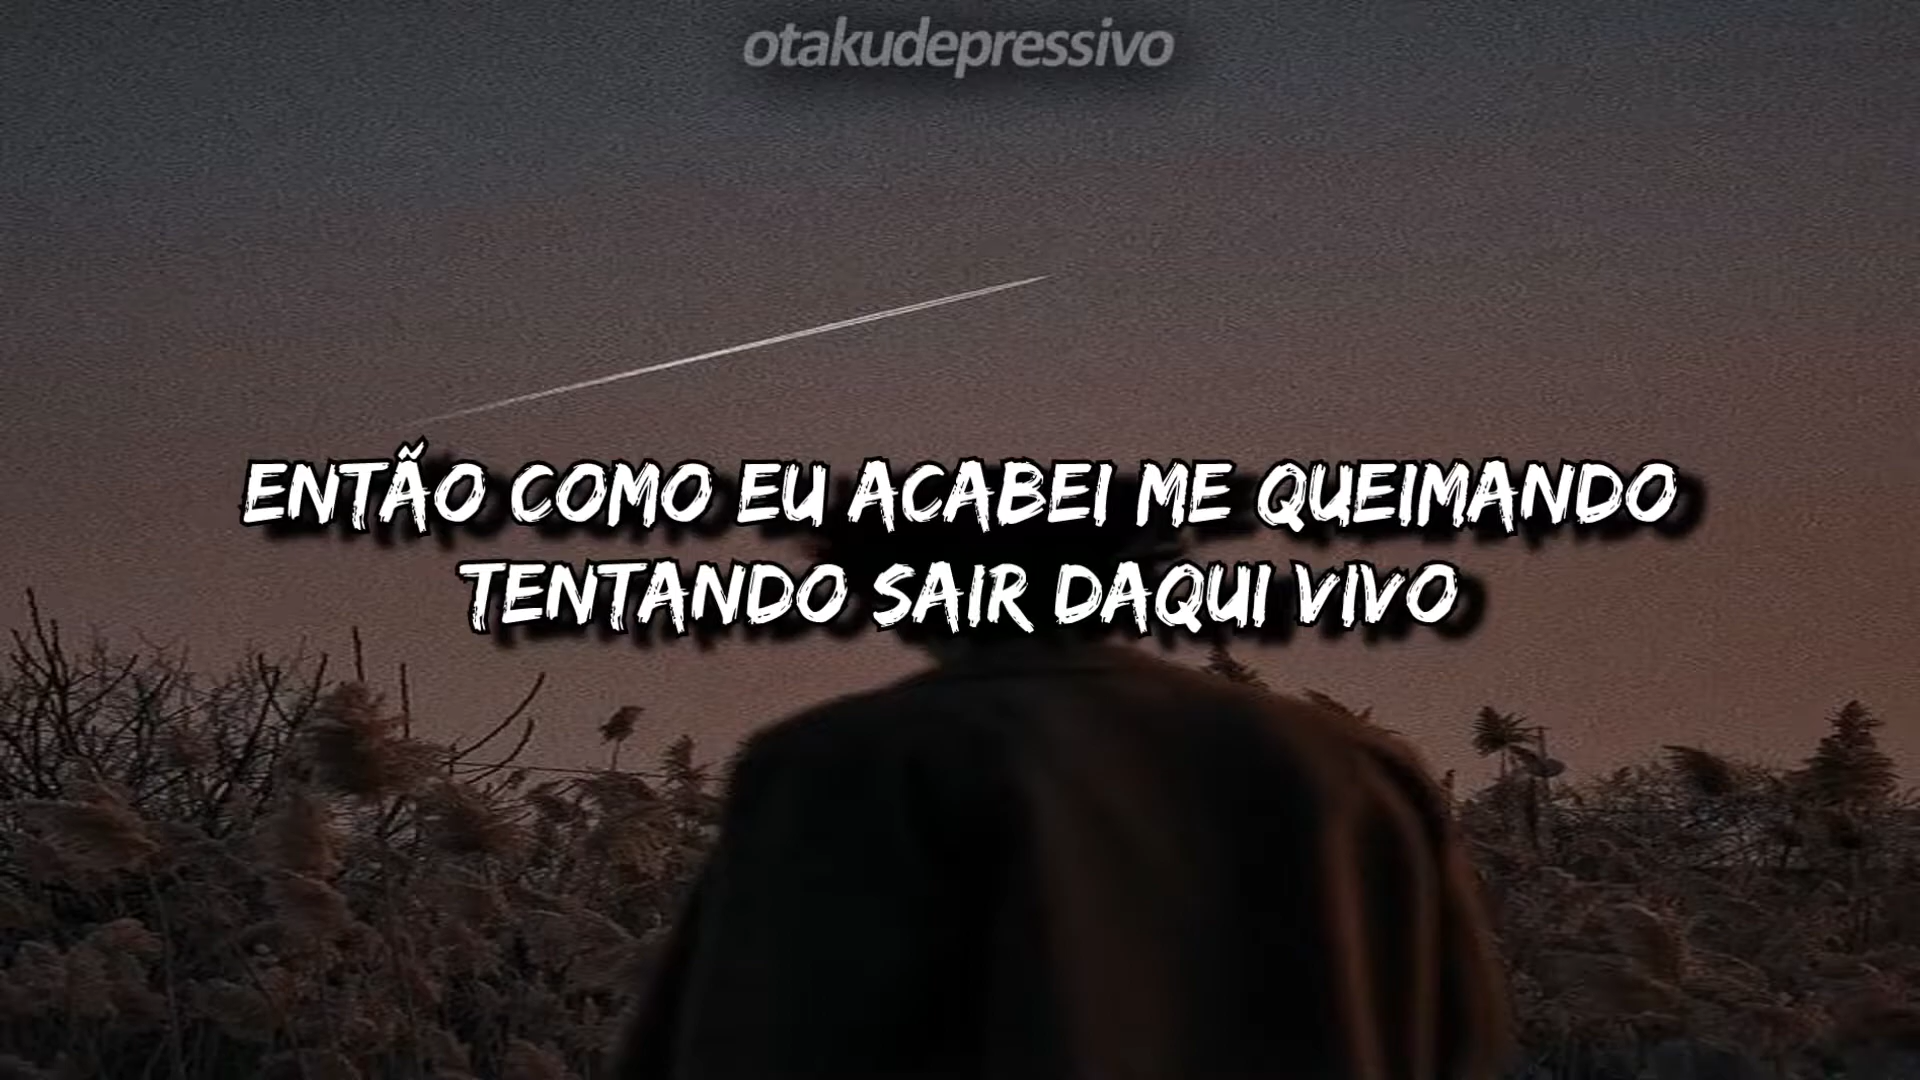 otakudepressivo
ENTÃO COMO EU ACABEI ME QUEIMANDO
TENTANDO SAIR DAQUI VIVO